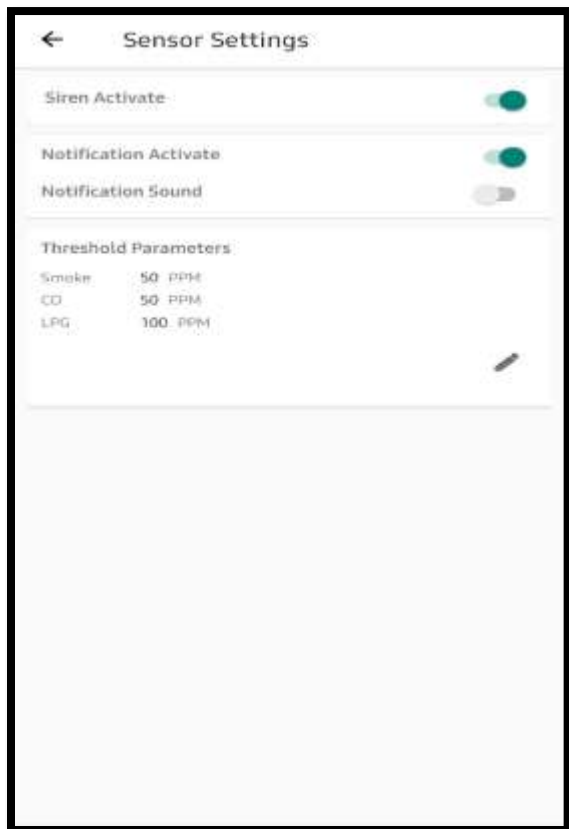 Sensor Settings
Siren Activate
Notification Activate
Notification Sound
Threshold Parameters
Smoke 50 PPM
CO 50 PPM
LPG 100 PPM